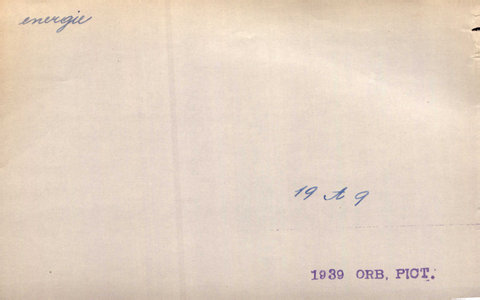 energie
19 A 9
1939 ORB. PICT.